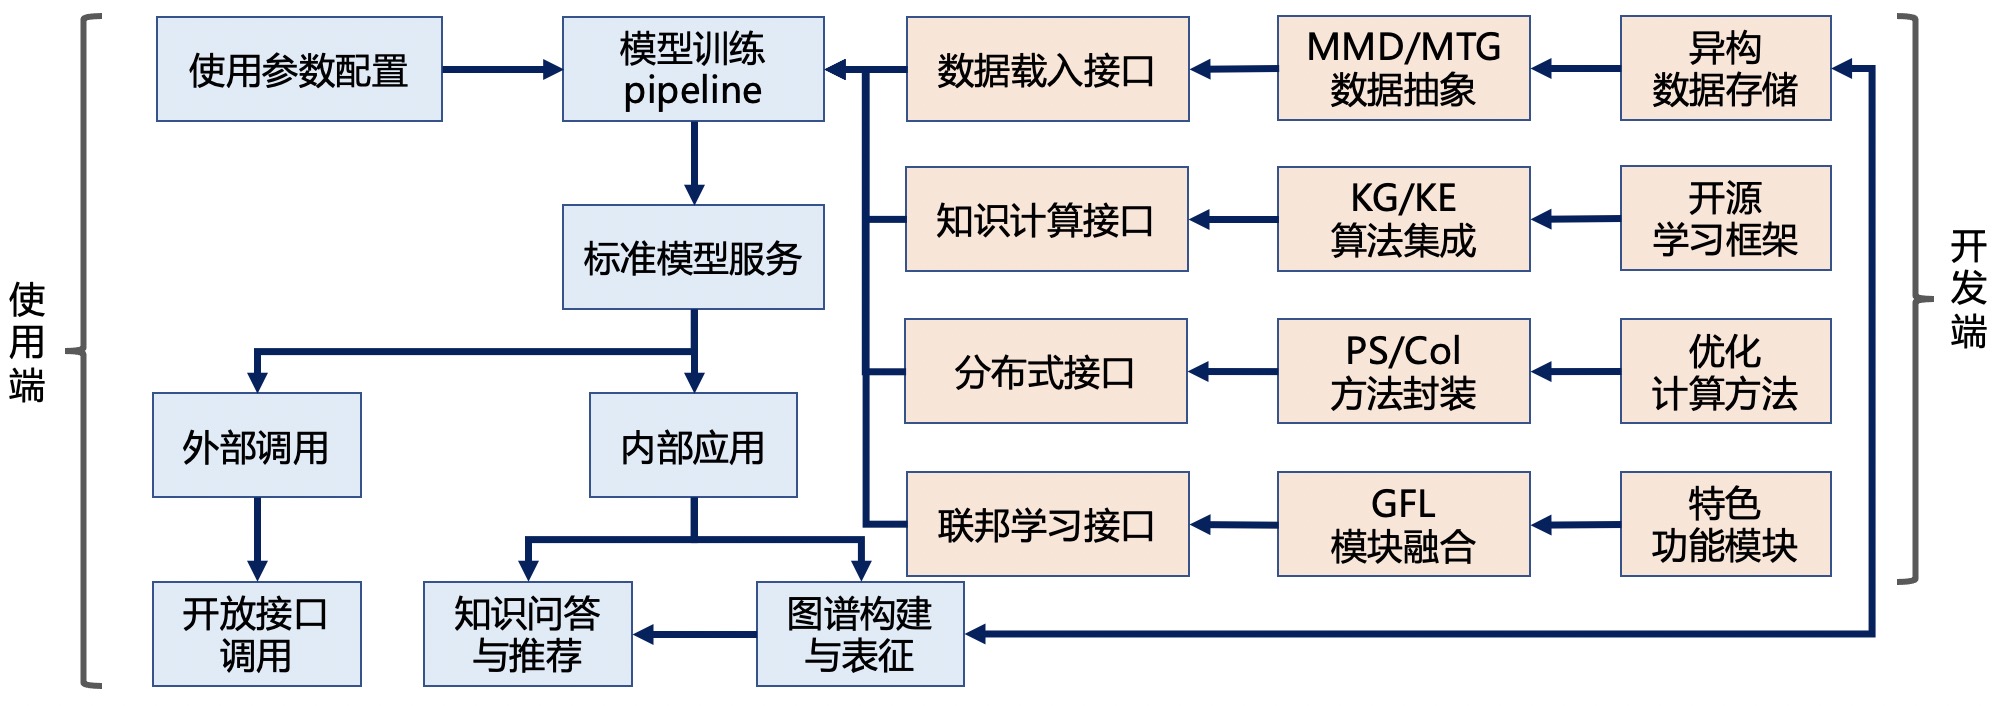 使用参数配置
模型训练
pipeline
数据载入接口
MMD/MTG
数据抽象
异构
数据存储
知识计算接口
KG/KE
算法集成
开源
学习框架
标准模型服务
使
用
端
开
发
端
分布式接口
PS/Col
方法封装
优化
计算方法
外部调用
内部应用
联邦学习接口
GFL
模块融合
特色
功能模块
开放接口
调用
知识问答
与推荐
图谱构建
与表征